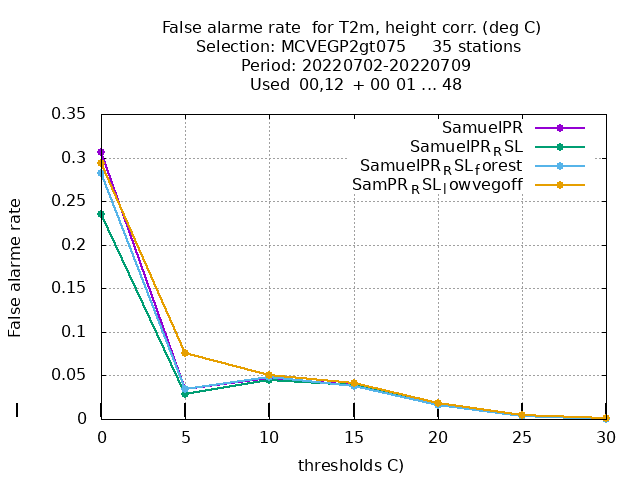 False alarme rate  for T2m, height corr. (deg C)
Selection: MCVEGP2gt075     35 stations
Period: 20220702-20220709
Used  00,12  + 00 01 ... 48
0.35
0.3
0.25
0.2
0.15
0.1
0.05
0
False alarme rate
SamuelPR
SamuelPR_RSL
SamuelPR_RSL_forest
SamPR_RSL_lowvegoff
0 5 10 15 20 25 30
thresholds C)